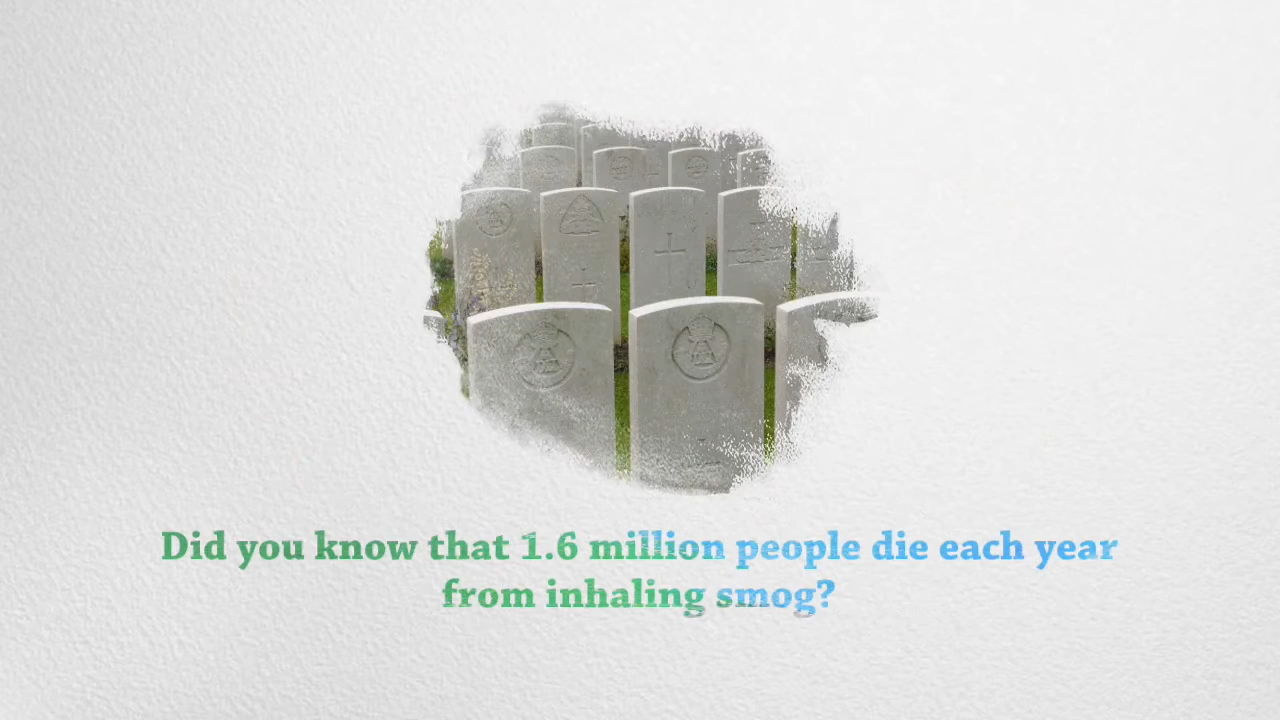 Did you know that 1.6 million people die each year
from inhaling smog?